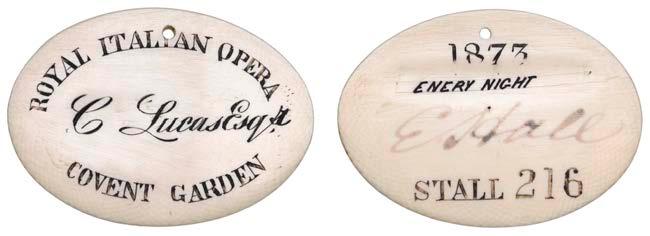 ROYAL ITALIAN OPERA
C Lucas Esqr
COVENT GARDEN
1873
ENERY NIGHT
E Hall
STALL 216